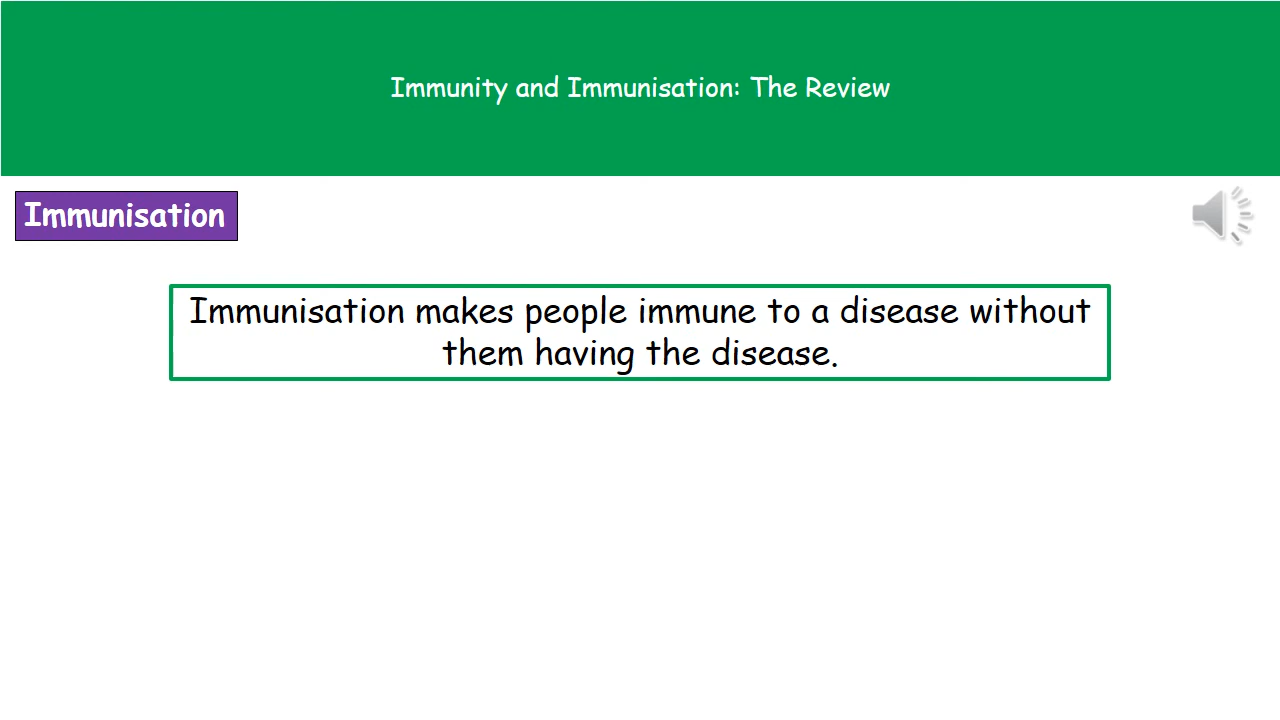 Immunity and Immunisation: The Review
Immunisation
Immunisation makes people immune to a disease without
them having the disease.